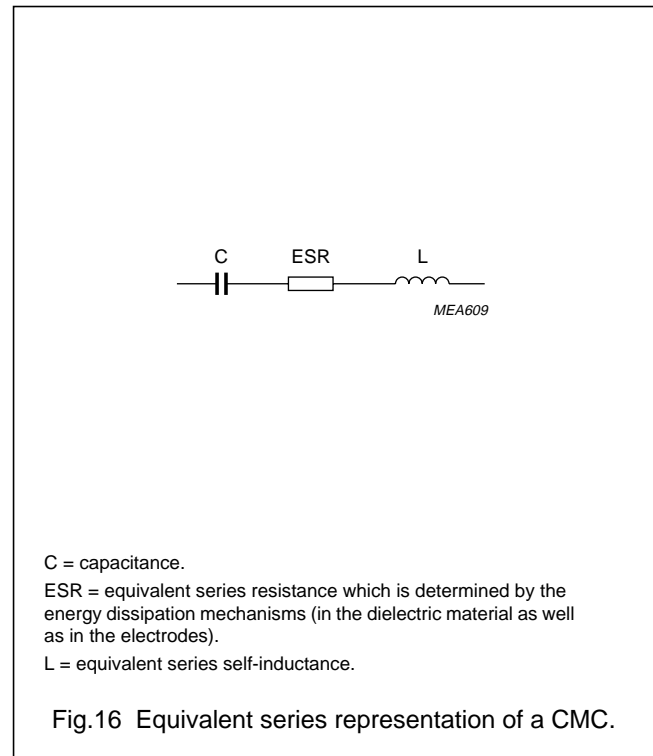 C ESR L
MEA609
C = capacitance.
ESR = equivalent series resistance which is determined by the
energy dissipation mechanisms (in the dielectric material as well
as in the electrodes).
L = equivalent series self-inductance.
Fig.16 Equivalent series representation of a CMC.